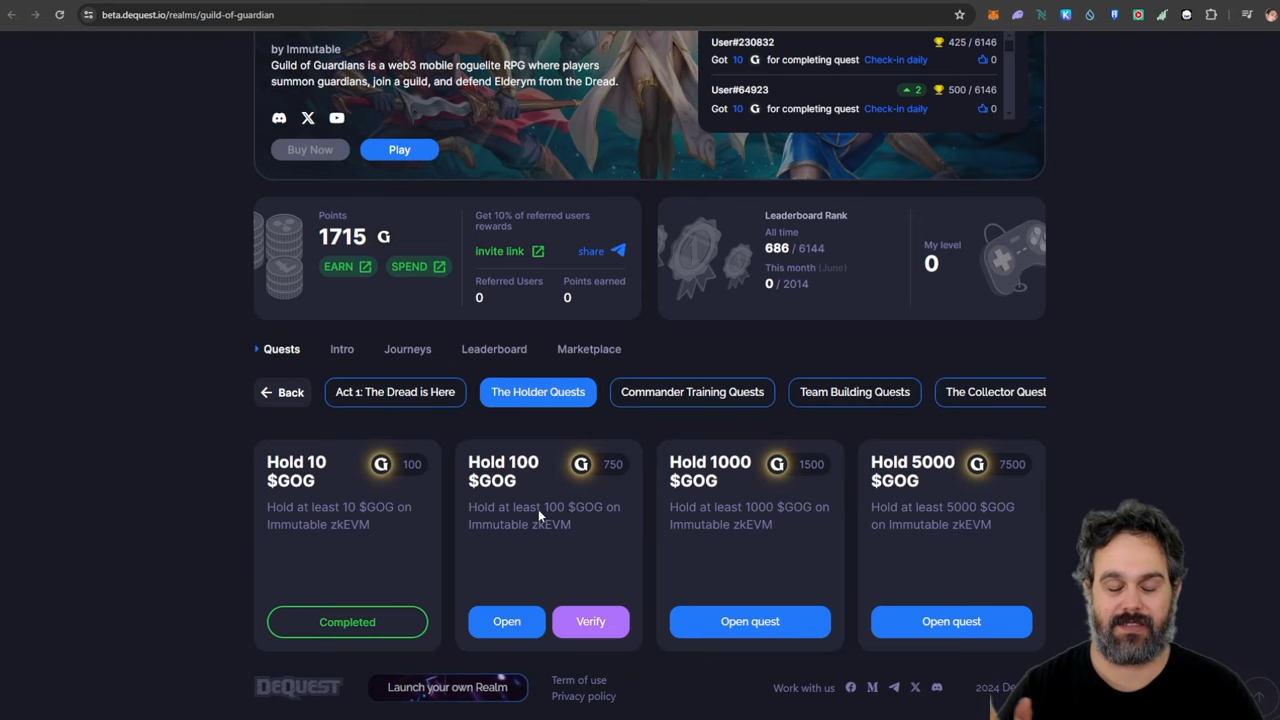 beta.dequest.io/realms/guild-of-guardian
by Immutable
Guild of Guardians is a web3 mobile roguelite RPG where players
summon guardians, join a guild, and defend Elderym from the Dread.
Buy Now
Play
User#230832
425 / 6146
Got 10 G for completing quest Check-in daily 0
User#64923
2
500 / 6146
Got 10 G for completing quest Check-in daily 0
Points
1715 G
EARN
SPEND
Get 10% of referred users
rewards
invite link
share
Referred Users
0
Points earned
0
Leaderboard Rank
All time
686 / 6144
This month (June)
0 / 2014
My level
0
Quests
Intro
Journeys
Leaderboard
Marketplace
Back
Act 1: The Dread is Here
The Holder Quests
Commander Training Quests
Team Building Quests
The Collector Quest
Hold 10
$GOG
G 100
Hold at least 10 $GOG on
Immutable zkEVM
Completed
Hold 100
$GOG
G 750
Hold at least 100 $GOG on
Immutable zkEVM
Open
Verify
Hold 1000
$GOG
G 1500
Hold at least 1000 $GOG on
Immutable zkEVM
Open quest
Hold 5000
$GOG
G 7500
Hold at least 5000 $GOG
on Immutable zkEVM
Open quest
DEQUEST
Launch your own Realm
Term of use
Privacy policy
Work with us
2024 De